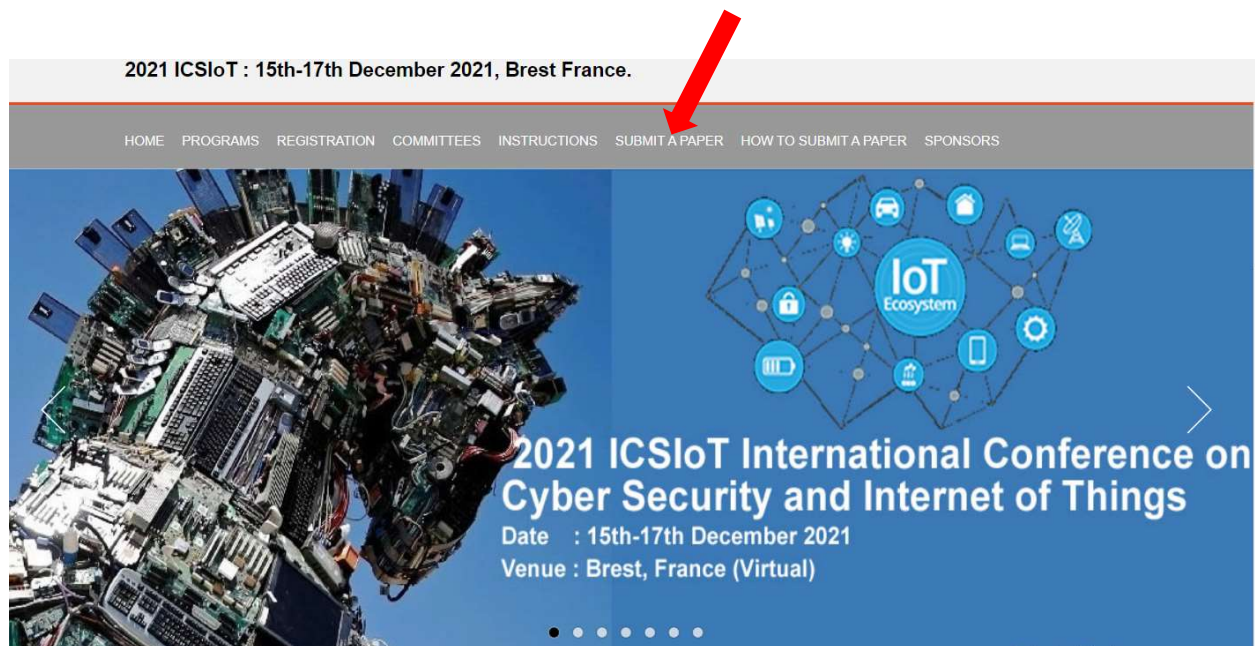 2021 ICSIoT : 15th-17th December 2021, Brest France.
HOME PROGRAMS REGISTRATION COMMITTEES INSTRUCTIONS SUBMIT A PAPER HOW TO SUBMIT A PAPER SPONSORS
IoT
Ecosystem
2021 ICSIoT International Conference on
Cyber Security and Internet of Things
Date : 15th-17th December 2021
Venue : Brest, France (Virtual)